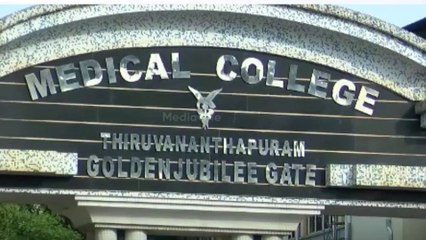 MEDICAL COLLEGE
THIRUVANANTHAPURAM
GOLDENJUBILEE GATE